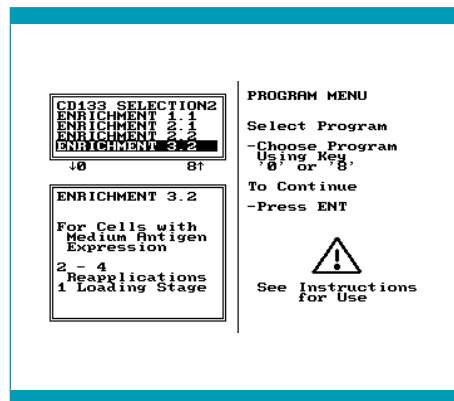 CD133 SELECTION2
ENRICHMENT 1.1
ENRICHMENT 2.1
ENRICHMENT 2.2
ENRICHMENT 3.2
↓0 8↑
ENRICHMENT 3.2
For Cells with
Medium Antigen
Expression
2 - 4
Reapplications
1 Loading Stage
PROGRAM MENU
Select Program
-Choose Program
Using Key
'0' or '8'
To Continue
-Press ENT
!
See Instructions
for Use